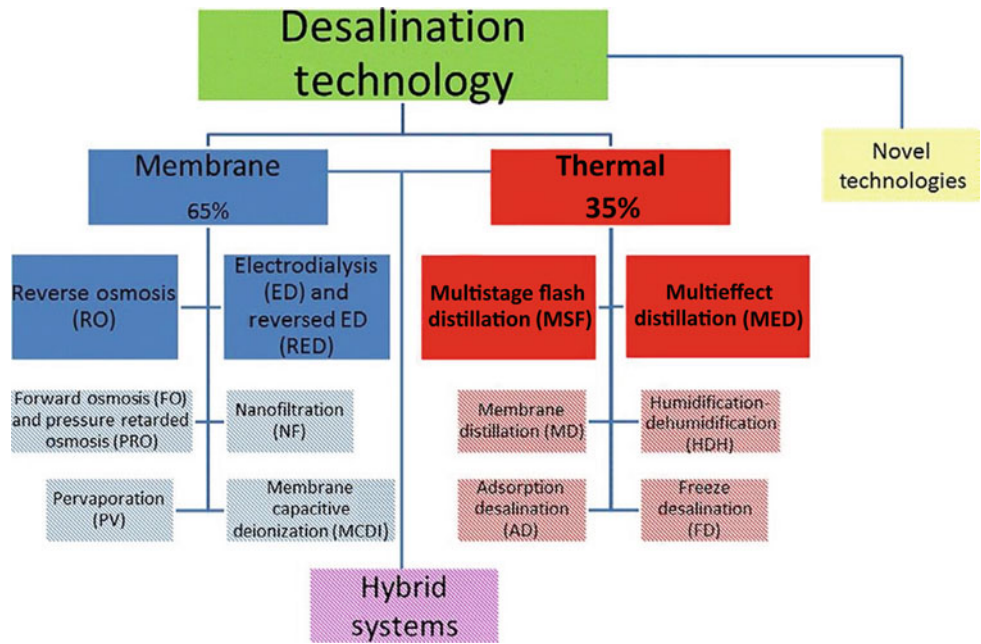 Desalination
technology
Novel
technologies
Membrane
65%
Thermal
35%
Reverse osmosis
(RO)
Electrodialysis
(ED) and
reversed ED
(RED)
Multistage flash
distillation (MSF)
Multieffect
distillation (MED)
Forward osmosis (FO)
and pressure retarded
osmosis (PRO)
Nanofiltration
(NF)
Membrane
distillation (MD)
Humidification-
dehumidification
(HDH)
Pervaporation
(PV)
Membrane
capacitive
deionization (MCDI)
Adsorption
desalination
(AD)
Freeze
desalination
(FD)
Hybrid
systems